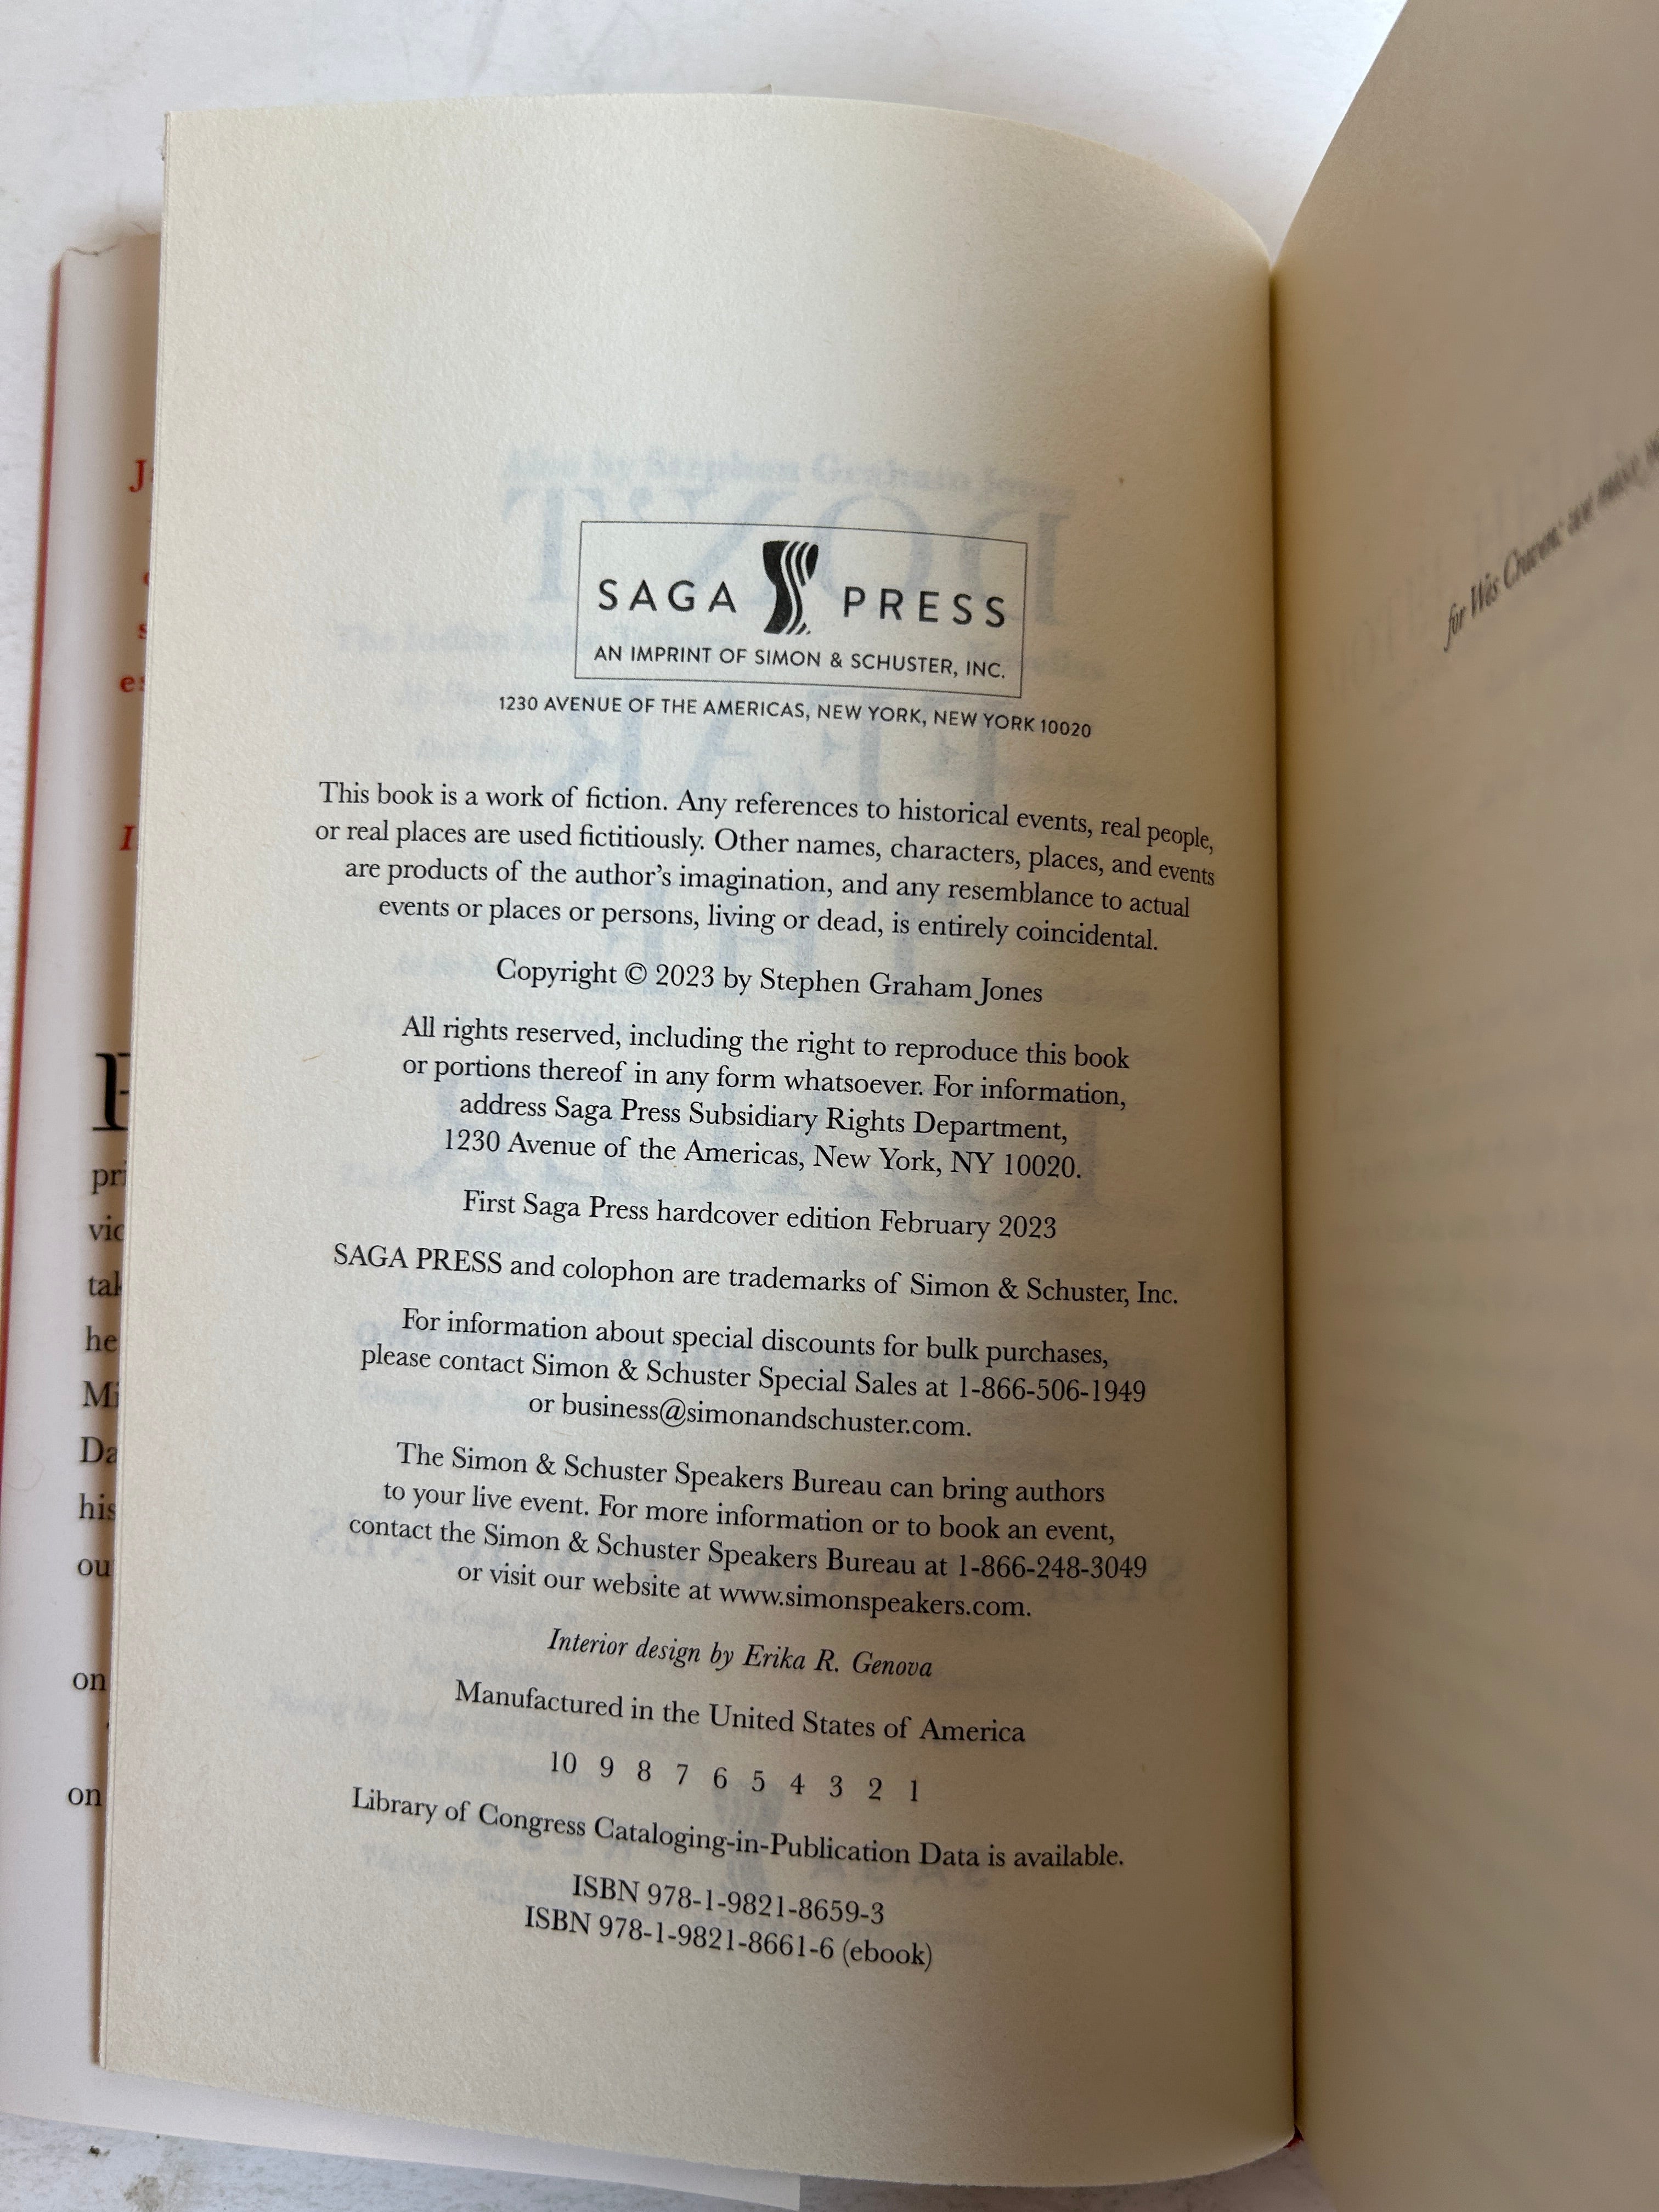 SAGA PRESS
AN IMPRINT OF SIMON & SCHUSTER, INC.
1230 AVENUE OF THE AMERICAS, NEW YORK, NEW YORK 10020
This book is a work of fiction. Any references to historical events, real people,
or real places are used fictitiously. Other names, characters, places, and events
are products of the author's imagination, and any resemblance to actual
events or places or persons, living or dead, is entirely coincidental.
Copyright © 2023 by Stephen Graham Jones
All rights reserved, including the right to reproduce this book
or portions thereof in any form whatsoever. For information,
address Saga Press Subsidiary Rights Department,
1230 Avenue of the Americas, New York, NY 10020.
First Saga Press hardcover edition February 2023
SAGA PRESS and colophon are trademarks of Simon & Schuster, Inc.
For information about special discounts for bulk purchases,
please contact Simon & Schuster Special Sales at 1-866-506-1949
or business@simonandschuster.com.
The Simon & Schuster Speakers Bureau can bring authors
to your live event. For more information or to book an event,
contact the Simon & Schuster Speakers Bureau at 1-866-248-3049
or visit our website at www.simonspeakers.com.
Interior design by Erika R. Genova
Manufactured in the United States of America
10 9 8 7 6 5 4 3 2 1
Library of Congress Cataloging-in-Publication Data is available.
ISBN 978-1-9821-8659-3
ISBN 978-1-9821-8661-6 (ebook)
for Wes Craven: